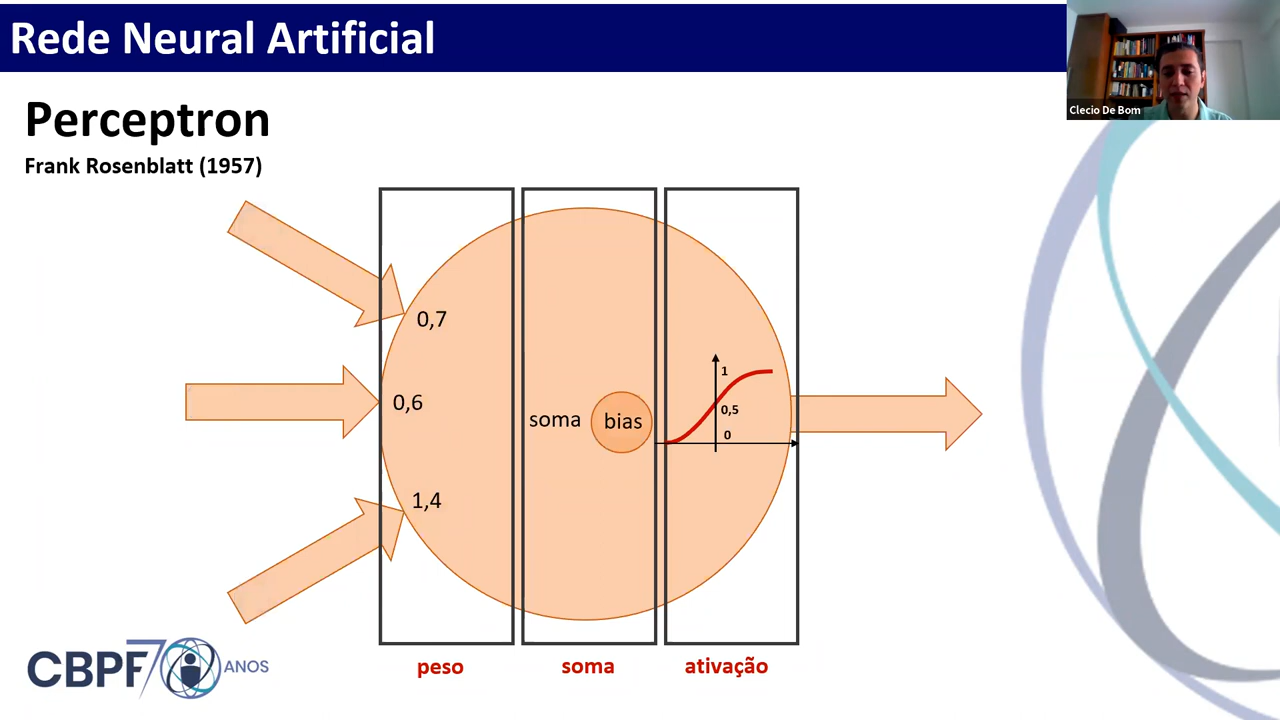 Rede Neural Artificial
Clecio De Bom
Perceptron
Frank Rosenblatt (1957)
0,7
0,6
1,4
soma
bias
1
0,5
0
peso
soma
ativação
CBPF 70 ANOS